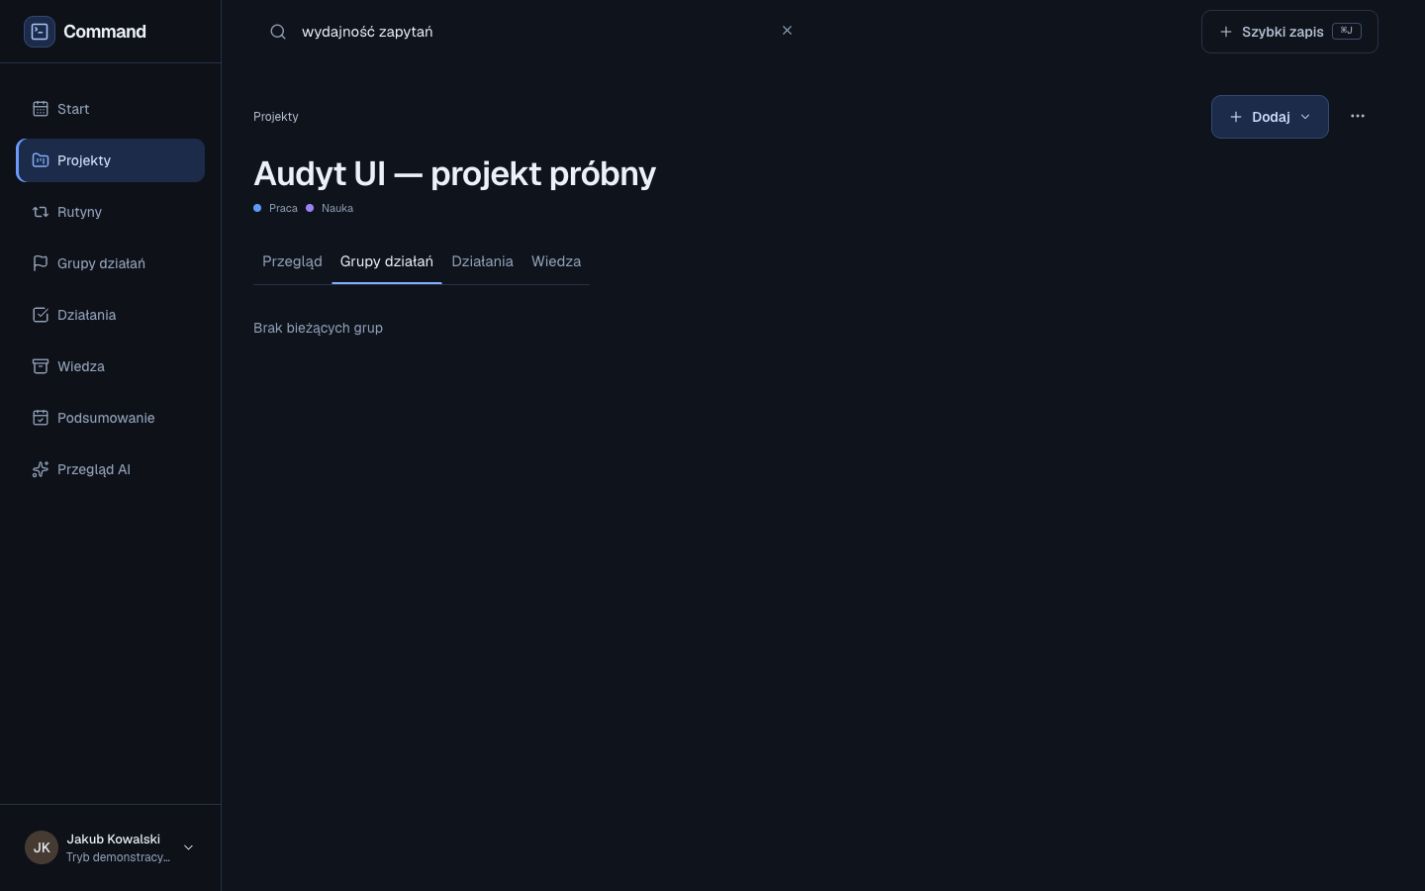 Command
wydajność zapytań
Szybki zapis ⌘J
Start
Projekty
Rutyny
Grupy działań
Działania
Wiedza
Podsumowanie
Przegląd AI
Projekty
Dodaj
Audyt UI — projekt próbny
Praca Nauka
Przegląd Grupy działań Działania Wiedza
Brak bieżących grup
JK
Jakub Kowalski
Tryb demonstracy...